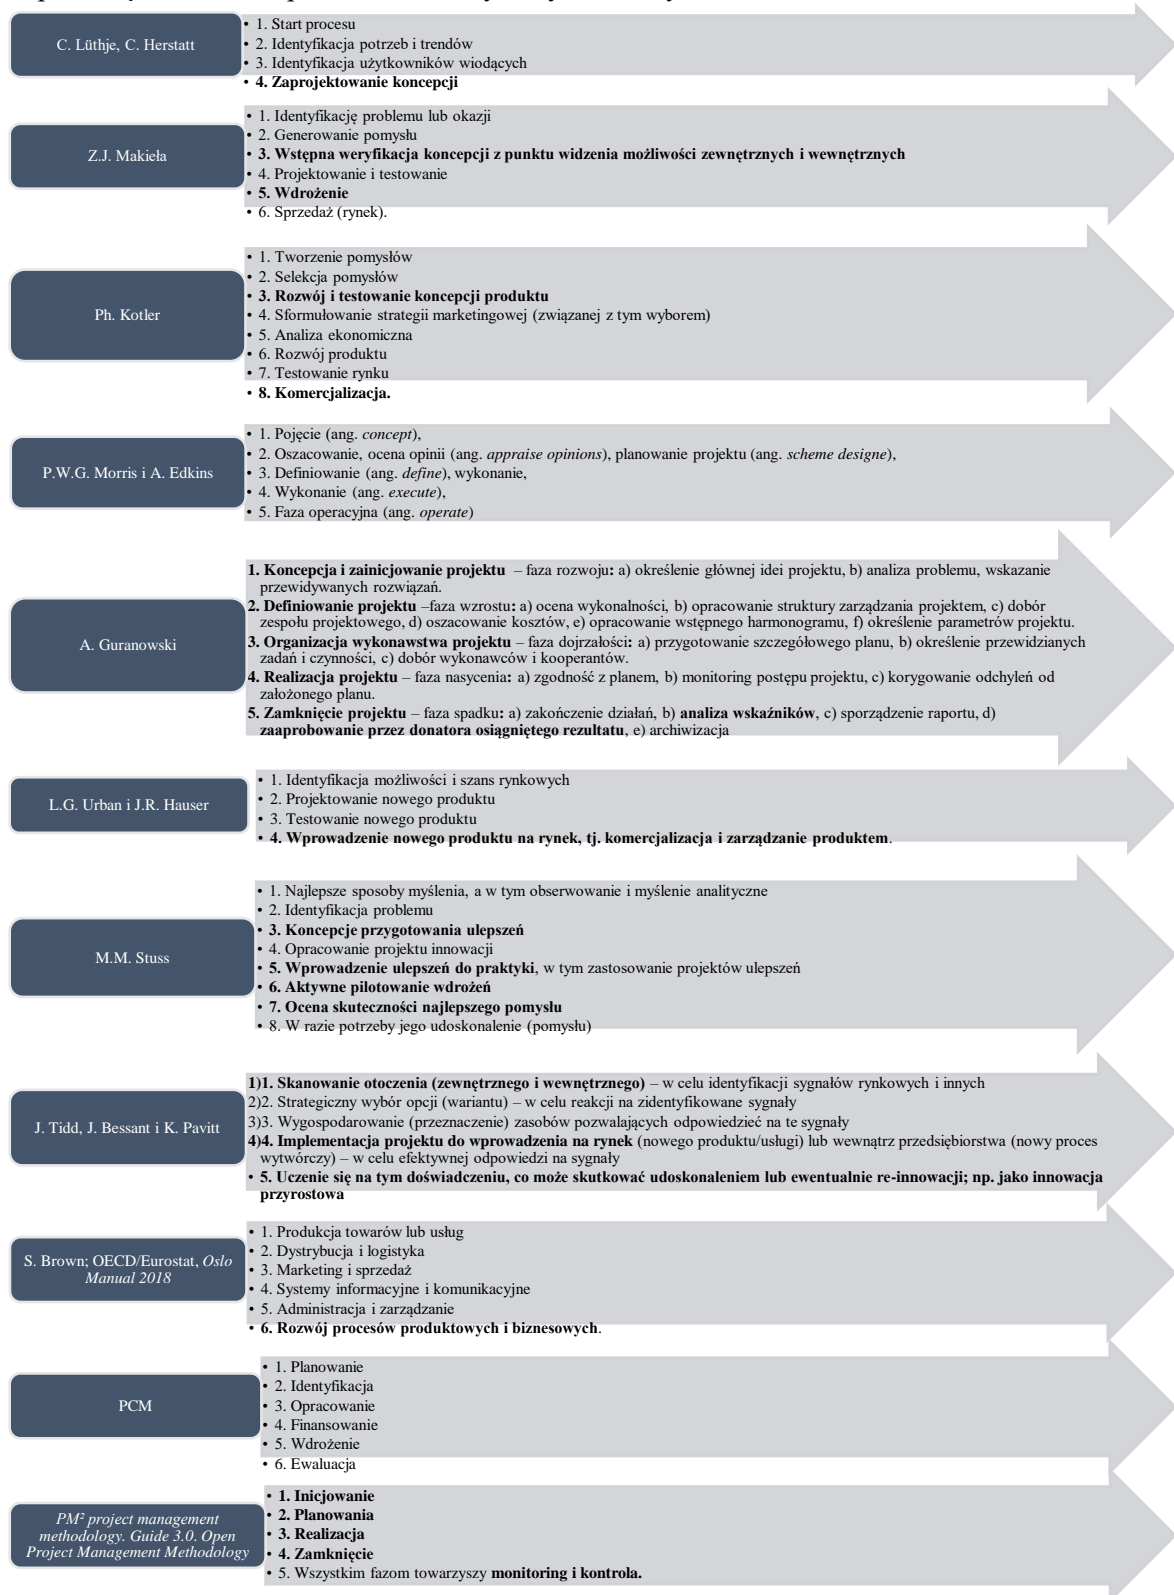 C. Lüthje, C. Herstatt
• 1. Start procesu
• 2. Identyfikacja potrzeb i trendów
• 3. Identyfikacja użytkowników wiodących
• 4. Zaprojektowanie koncepcji
Z.J. Makieła
• 1. Identyfikację problemu lub okazji
• 2. Generowanie pomysłu
• 3. Wstępna weryfikacja koncepcji z punktu widzenia możliwości zewnętrznych i wewnętrznych
• 4. Projektowanie i testowanie
• 5. Wdrożenie
• 6. Sprzedaż (rynek).
Ph. Kotler
• 1. Tworzenie pomysłów
• 2. Selekcja pomysłów
• 3. Rozwój i testowanie koncepcji produktu
• 4. Sformułowanie strategii marketingowej (związanej z tym wyborem)
• 5. Analiza ekonomiczna
• 6. Rozwój produktu
• 7. Testowanie rynku
• 8. Komercjalizacja.
P.W.G. Morris i A. Edkins
• 1. Pojęcie (ang. concept),
• 2. Oszacowanie, ocena opinii (ang. appraise opinions), planowanie projektu (ang. scheme designe),
• 3. Definiowanie (ang. define), wykonanie,
• 4. Wykonanie (ang. execute),
• 5. Faza operacyjna (ang. operate)
A. Guranowski
1. Koncepcja i zainicjowanie projektu – faza rozwoju: a) określenie głównej idei projektu, b) analiza problemu, wskazanie
przewidywanych rozwiązań.
2. Definiowanie projektu –faza wzrostu: a) ocena wykonalności, b) opracowanie struktury zarządzania projektem, c) dobór
zespołu projektowego, d) oszacowanie kosztów, e) opracowanie wstępnego harmonogramu, f) określenie parametrów projektu.
3. Organizacja wykonawstwa projektu – faza dojrzałości: a) przygotowanie szczegółowego planu, b) określenie przewidzianych
zadań i czynności, c) dobór wykonawców i kooperantów.
4. Realizacja projektu – faza nasycenia: a) zgodność z planem, b) monitoring postępu projektu, c) korygowanie odchyleń od
założonego planu.
5. Zamknięcie projektu – faza spadku: a) zakończenie działań, b) analiza wskaźników, c) sporządzenie raportu, d)
zaaprobowanie przez donatora osiągniętego rezultatu, e) archiwizacja
L.G. Urban i J.R. Hauser
• 1. Identyfikacja możliwości i szans rynkowych
• 2. Projektowanie nowego produktu
• 3. Testowanie nowego produktu
• 4. Wprowadzenie nowego produktu na rynek, tj. komercjalizacja i zarządzanie produktem.
M.M. Stuss
• 1. Najlepsze sposoby myślenia, a w tym obserwowanie i myślenie analityczne
• 2. Identyfikacja problemu
• 3. Koncepcje przygotowania ulepszeń
• 4. Opracowanie projektu innowacji
• 5. Wprowadzenie ulepszeń do praktyki, w tym zastosowanie projektów ulepszeń
• 6. Aktywne pilotowanie wdrożeń
• 7. Ocena skuteczności najlepszego pomysłu
• 8. W razie potrzeby jego udoskonalenie (pomysłu)
J. Tidd, J. Bessant i K. Pavitt
1)1. Skanowanie otoczenia (zewnętrznego i wewnętrznego) – w celu identyfikacji sygnałów rynkowych i innych
2)2. Strategiczny wybór opcji (wariantu) – w celu reakcji na zidentyfikowane sygnały
3)3. Wygospodarowanie (przeznaczenie) zasobów pozwalających odpowiedzieć na te sygnały
4)4. Implementacja projektu do wprowadzenia na rynek (nowego produktu/usługi) lub wewnątrz przedsiębiorstwa (nowy proces
wytwórczy) – w celu efektywnej odpowiedzi na sygnały
• 5. Uczenie się na tym doświadczeniu, co może skutkować udoskonaleniem lub ewentualnie re-innowacji; np. jako innowacja
przyrostowa
S. Brown; OECD/Eurostat, Oslo
Manual 2018
• 1. Produkcja towarów lub usług
• 2. Dystrybucja i logistyka
• 3. Marketing i sprzedaż
• 4. Systemy informacyjne i komunikacyjne
• 5. Administracja i zarządzanie
• 6. Rozwój procesów produktowych i biznesowych.
PCM
• 1. Planowanie
• 2. Identyfikacja
• 3. Opracowanie
• 4. Finansowanie
• 5. Wdrożenie
• 6. Ewaluacja
PM² project management
methodology. Guide 3.0. Open
Project Management Methodology
• 1. Inicjowanie
• 2. Planowania
• 3. Realizacja
• 4. Zamknięcie
• 5. Wszystkim fazom towarzyszy monitoring i kontrola.